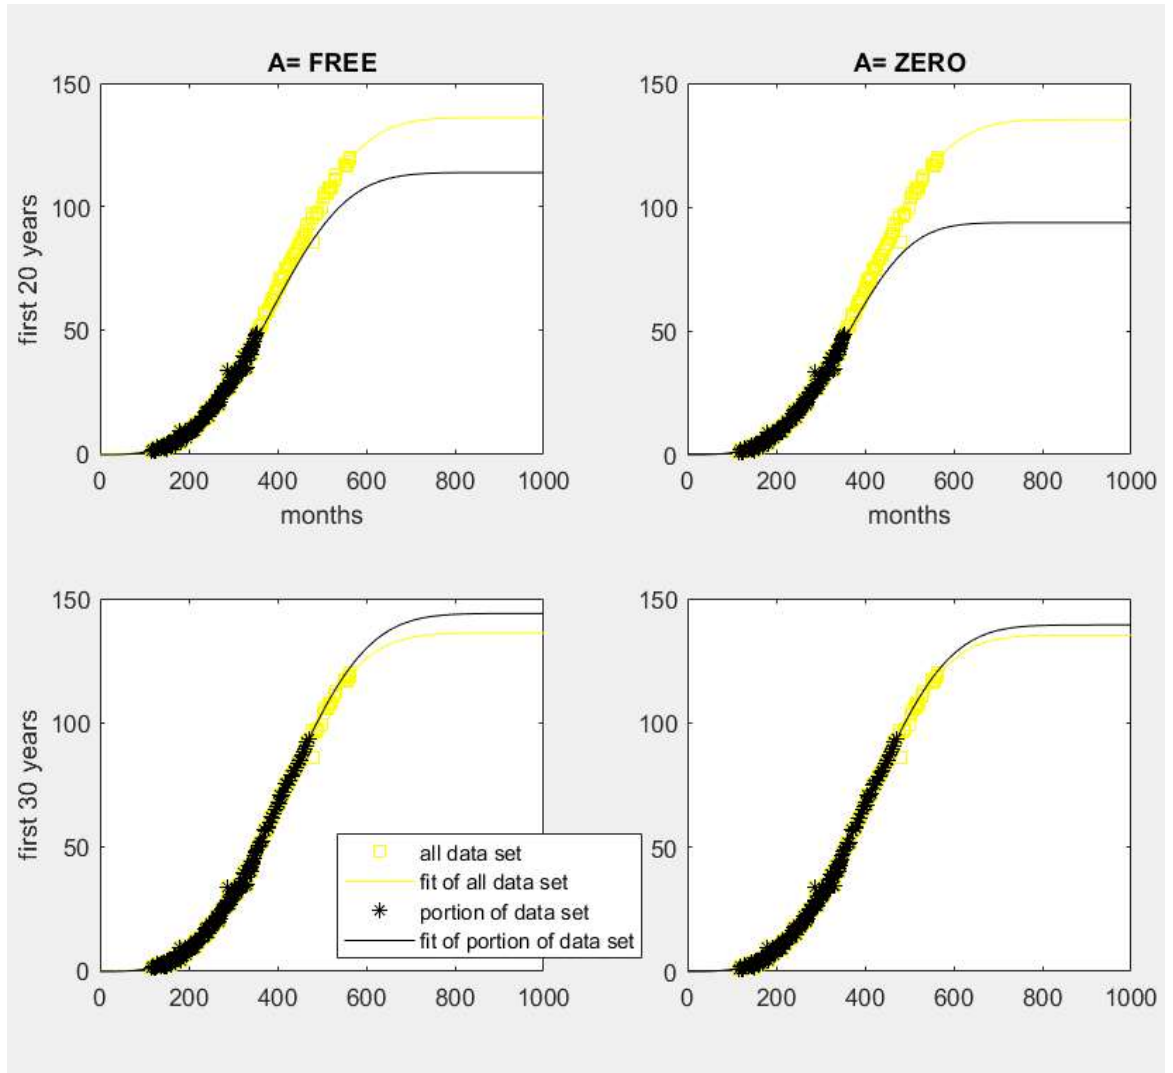 A= FREE
A= ZERO
150
100
50
0
first 20 years
0 200 400 600 800 1000
months
150
100
50
0
0 200 400 600 800 1000
months
150
100
50
0
first 30 years
0 200 400 600 800 1000
all data set
fit of all data set
portion of data set
fit of portion of data set
150
100
50
0
0 200 400 600 800 1000